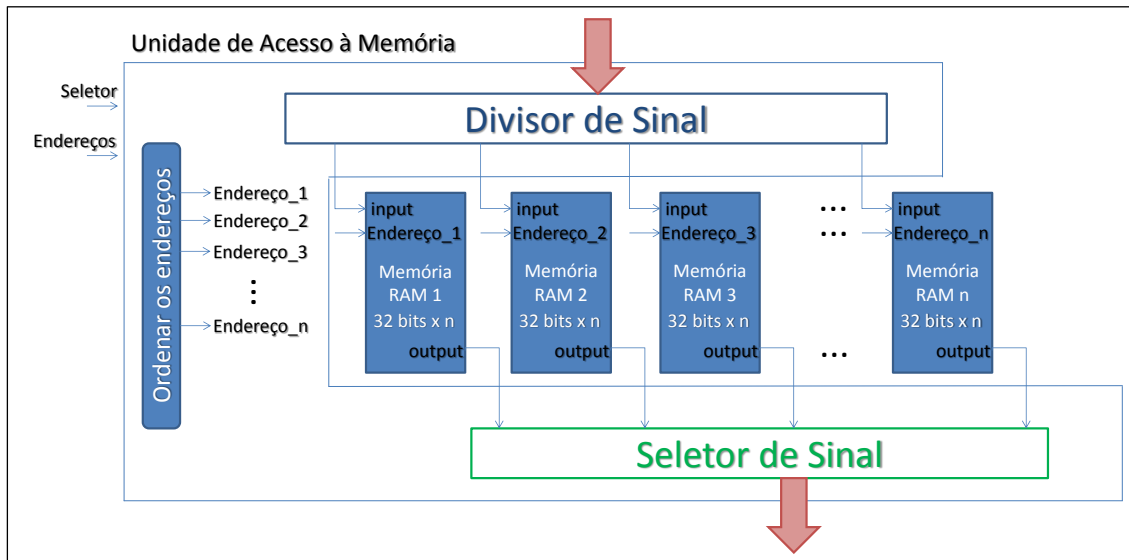 Unidade de Acesso à Memória
Seletor
Endereços
Divisor de Sinal
Ordenar os endereços
Endereço_1
Endereço_2
Endereço_3
⋮
Endereço_n
input
Endereço_1
Memória
RAM 1
32 bits x n
output
input
Endereço_2
Memória
RAM 2
32 bits x n
output
input
Endereço_3
Memória
RAM 3
32 bits x n
output
...
...
...
input
Endereço_n
Memória
RAM n
32 bits x n
output
Seletor de Sinal